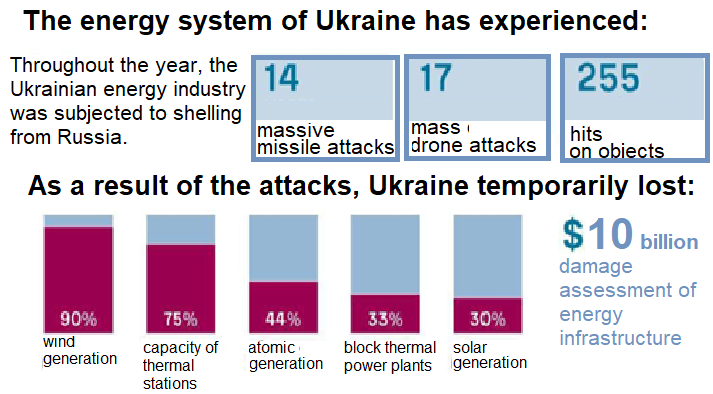 The energy system of Ukraine has experienced:
Throughout the year, the
Ukrainian energy industry
was subjected to shelling
from Russia.
14
massive
missile attacks
17
mass
drone attacks
255
hits
on objects
As a result of the attacks, Ukraine temporarily lost:
90%
wind
generation
75%
capacity of
thermal
stations
44%
atomic
generation
33%
block thermal
power plants
30%
solar
generation
$10 billion
damage
assessment of
energy
infrastructure